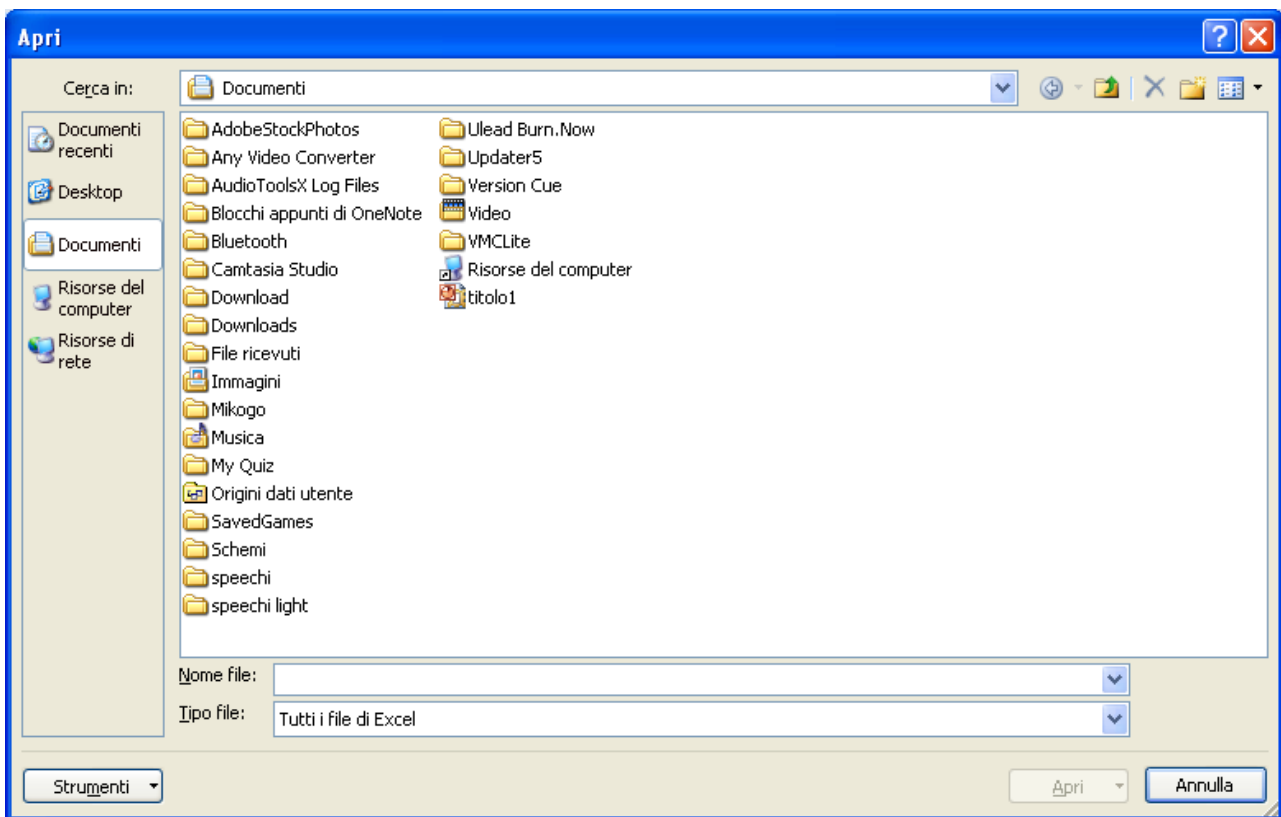 Apri
Cerca in:
Documenti
Documenti
recenti
Desktop
Documenti
Risorse del
computer
Risorse di
rete
AdobeStockPhotos
Any Video Converter
AudioToolsX Log Files
Blocchi appunti di OneNote
Bluetooth
Camtasia Studio
Download
Downloads
File ricevuti
Immagini
Mikogo
Musica
My Quiz
Origini dati utente
SavedGames
Schemi
speechi
speechi light
Ulead Burn.Now
Updater5
Version Cue
Video
VMCLite
Risorse del computer
titolo1
Nome file:
Tipo file:
Tutti i file di Excel
Strumenti
Apri
Annulla